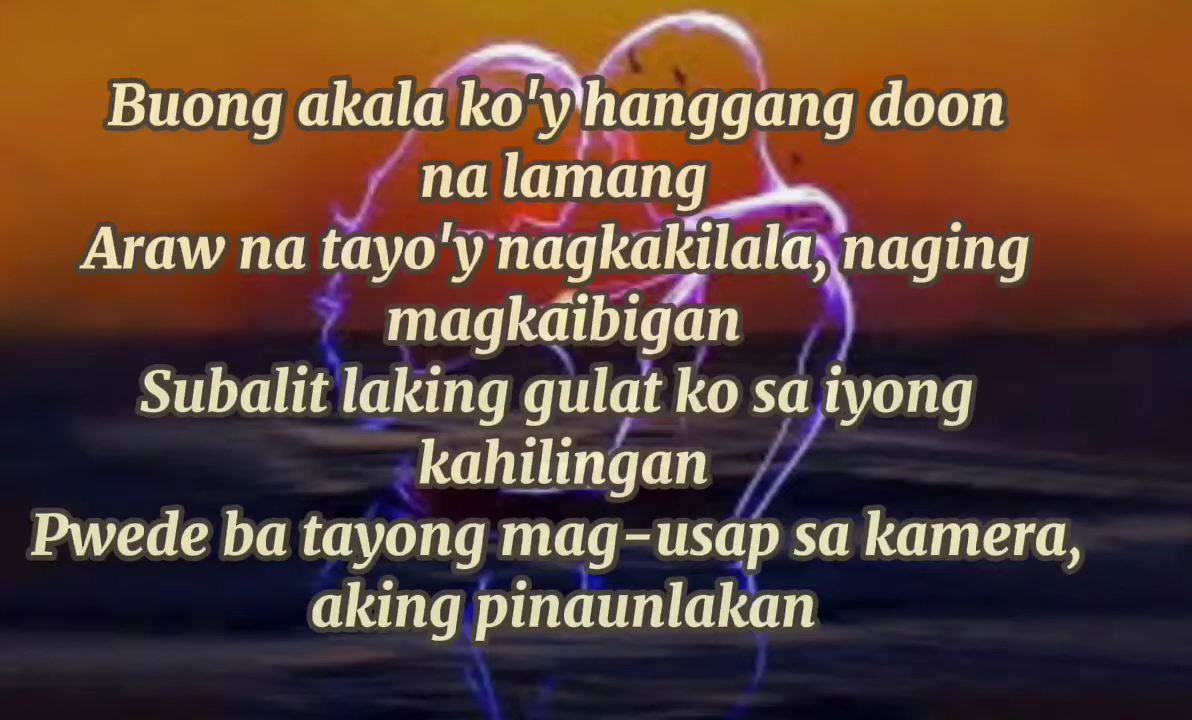 Buong akala ko'y hanggang doon
na lamang
Araw na tayo'y nagkakilala, naging
magkaibigan
Subalit laking gulat ko sa iyong
kahilingan
Pwede ba tayong mag-usap sa kamera,
aking pinaunlakan